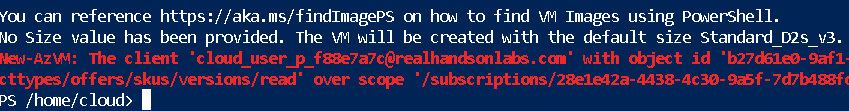 You can reference https://aka.ms/findImagePS on how to find VM Images using PowerShell.
No Size value has been provided. The VM will be created with the default size Standard_D2s_v3.
New-AzVM: The client 'cloud_user_p_f88e7a7c@realhandsonlabs.com' with object id 'b27d61e0-9af1-
cttypes/offers/skus/versions/read' over scope '/subscriptions/28e1e42a-4438-4c30-9a5f-7d7b488fc
PS /home/cloud>